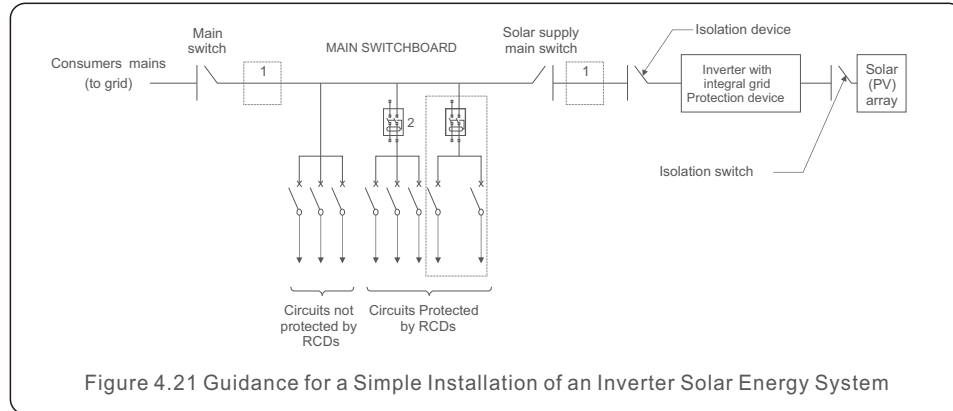 Main
switch
MAIN SWITCHBOARD
Solar supply
main switch
Isolation device
Consumers mains
(to grid)
1
1
Inverter with
integral grid
Protection device
Solar
(PV)
array
2
Isolation switch
Circuits not
protected by
RCDs
Circuits Protected
by RCDs
Figure 4.21 Guidance for a Simple Installation of an Inverter Solar Energy System